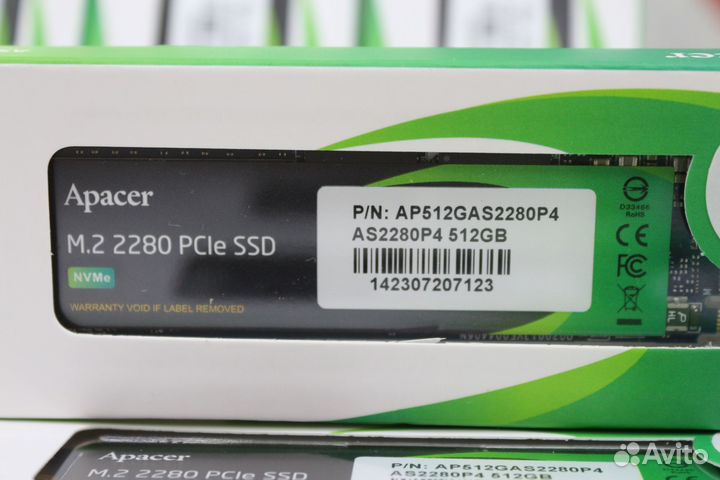 Apacer
M.2 2280 PCIe SSD
NVMe
WARRANTY VOID IF LABEL REMOVED
P/N: AP512GAS2280P4
AS2280P4 512GB
142307207123
D33466
RoHS
CE
FC
Apacer
M.2 2280 PCIe SSD
P/N: AP512GAS2280P4
AS2280P4 512GB
Avito